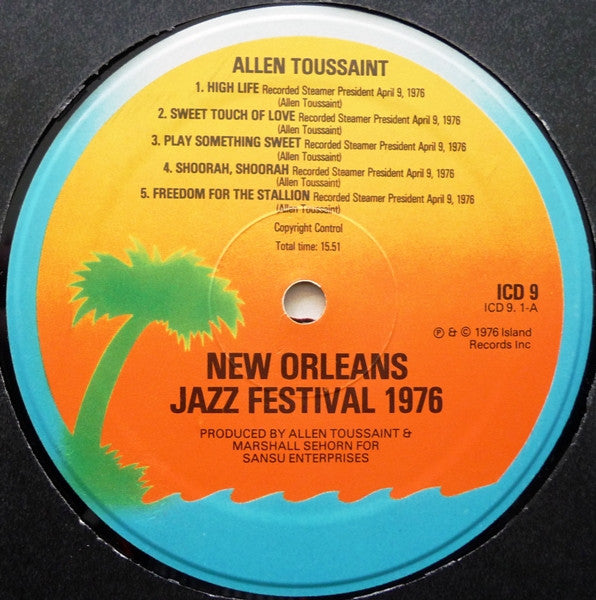 ALLEN TOUSSAINT
1. HIGH LIFE Recorded Steamer President April 9, 1976
(Allen Toussaint)
2. SWEET TOUCH OF LOVE Recorded Steamer President April 9, 1976
(Allen Toussaint)
3. PLAY SOMETHING SWEET Recorded Steamer President April 9, 1976
(Allen Toussaint)
4. SHOORAH, SHOORAH Recorded Steamer President April 9, 1976
(Allen Toussaint)
5. FREEDOM FOR THE STALLION Recorded Steamer President April 9, 1976
(Allen Toussaint)
Copyright Control
Total time: 15.51
ICD 9
ICD 9. 1-A
℗ & © 1976 Island
Records Inc
NEW ORLEANS
JAZZ FESTIVAL 1976
PRODUCED BY ALLEN TOUSSAINT &
MARSHALL SEHORN FOR
SANSU ENTERPRISES